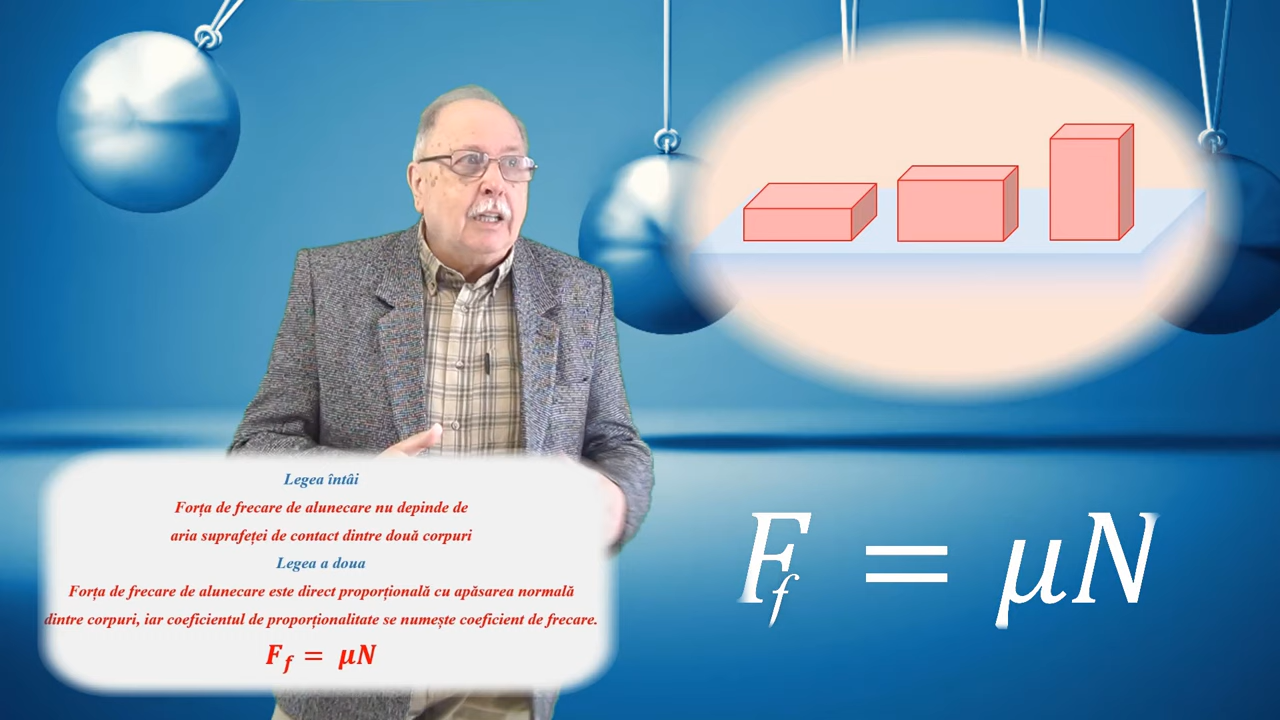 Legea întâi
Forța de frecare de alunecare nu depinde de
aria suprafeței de contact dintre două corpuri
Legea a doua
Forța de frecare de alunecare este direct proporțională cu apăsarea normală
dintre corpuri, iar coeficientul de proporționalitate se numește coeficient de frecare.
F_f = μN
F_f = μN